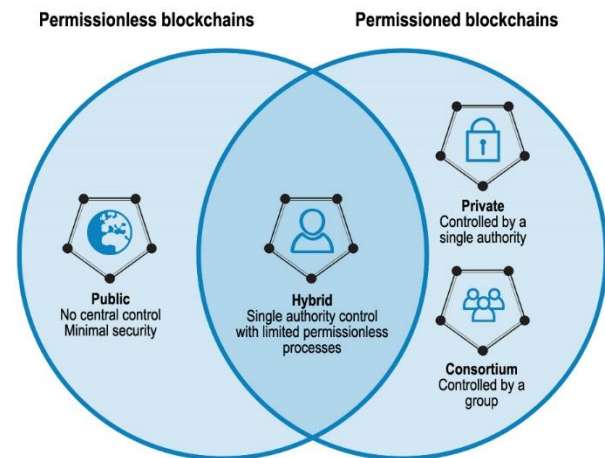 Permissionless blockchains
Permissioned blockchains
Private
Controlled by a
single authority
Public
No central control
Minimal security
Hybrid
Single authority control
with limited permissionless
processes
Consortium
Controlled by a
group